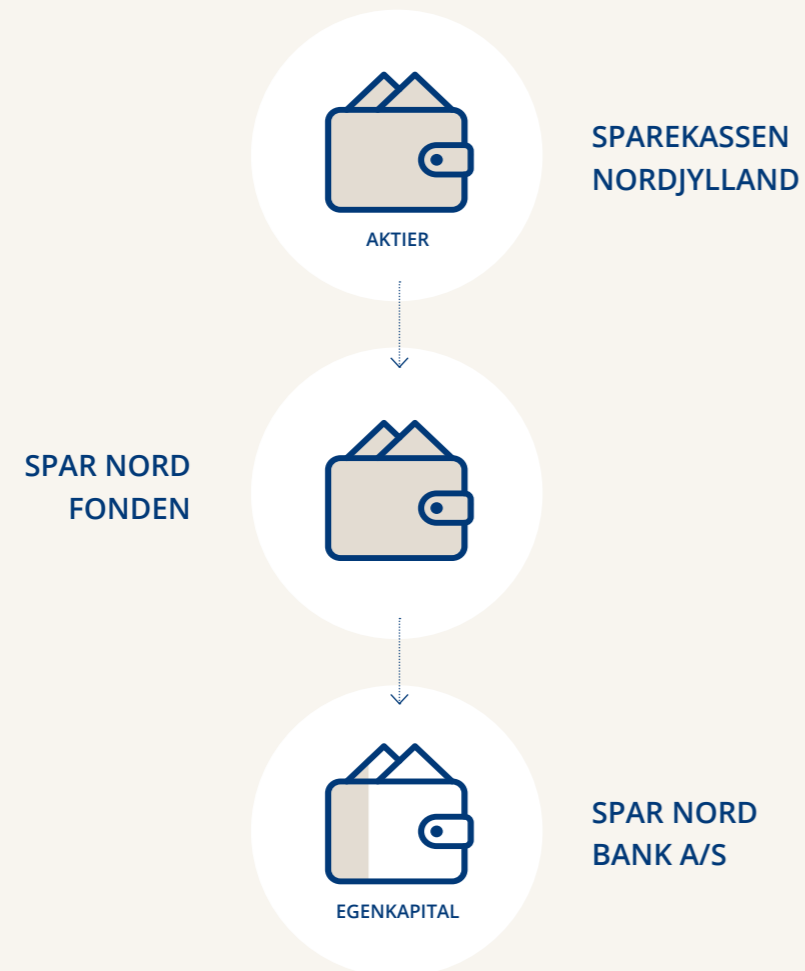 SPAREKASSEN
NORDJYLLAND
AKTIER
SPAR NORD
FONDEN
SPAR NORD
BANK A/S
EGENKAPITAL